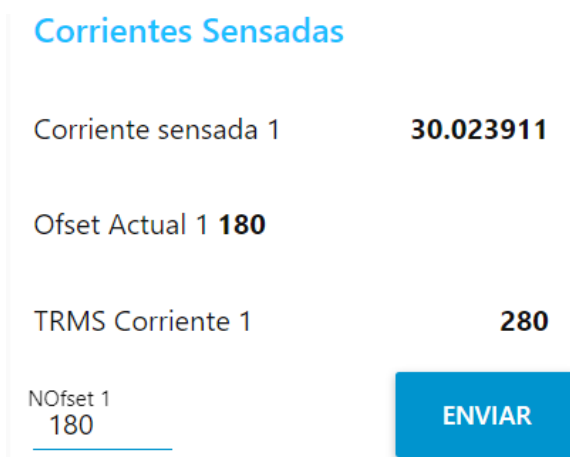 Corrientes Sensadas
Corriente sensada 1 30.023911
Ofset Actual 1 180
TRMS Corriente 1 280
NOfset 1
180 ENVIAR